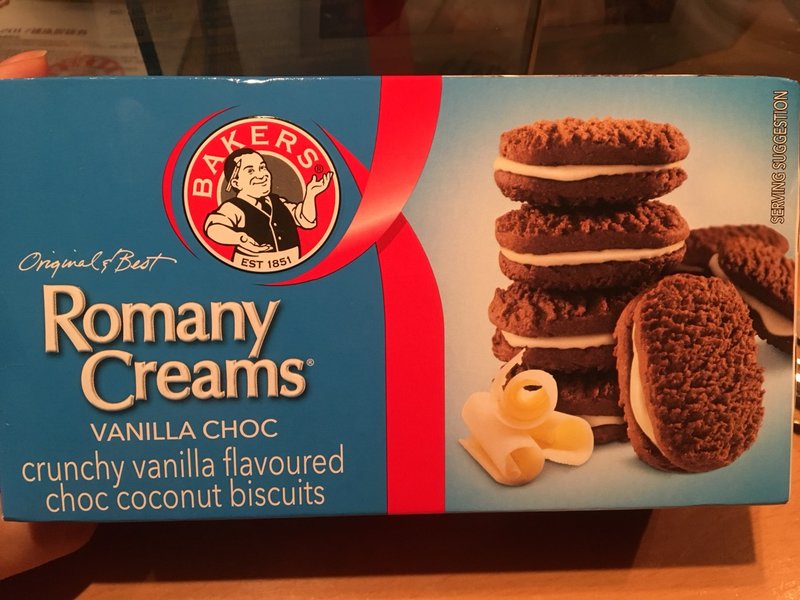 BAKERS®
EST 1851
Original & Best
Romany
Creams®
VANILLA CHOC
crunchy vanilla flavoured
choc coconut biscuits
SERVING SUGGESTION